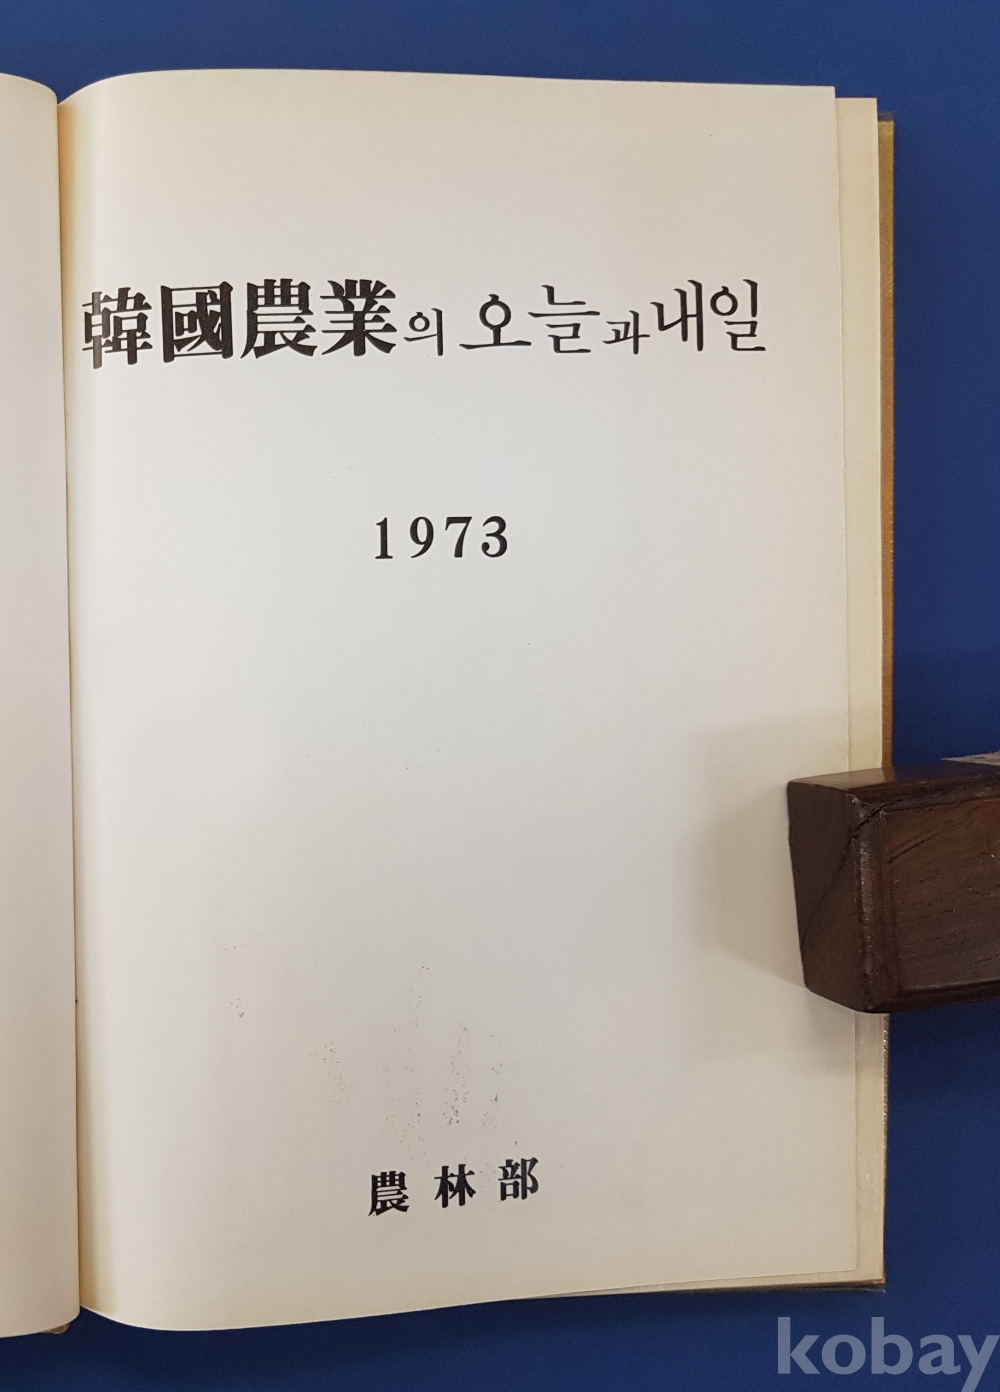 韓國農業의 오늘과 내일
1973
農林部
kobay